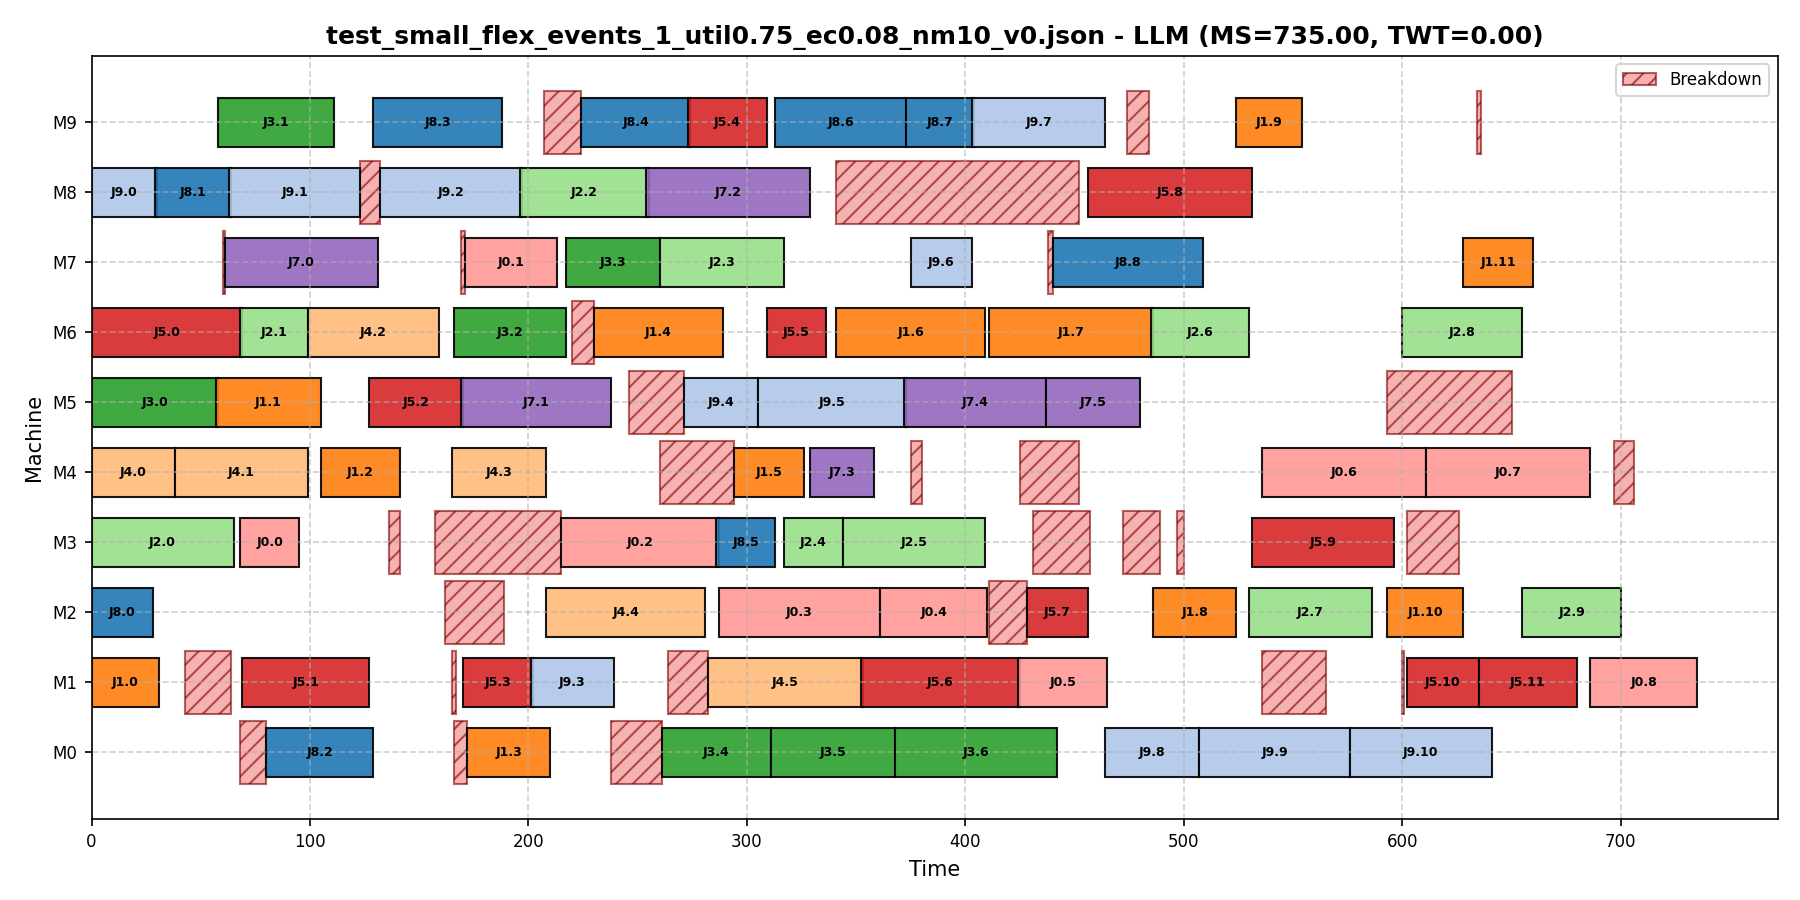 test_small_flex_events_1_util0.75_ec0.08_nm10_v0.json - LLM (MS=735.00, TWT=0.00)
Breakdown
M9 J3.1 J8.3 J8.4 J5.4 J8.6 J8.7 J9.7 J1.9
M8 J9.0 J8.1 J9.1 J9.2 J2.2 J7.2 J5.8
M7 J7.0 J0.1 J3.3 J2.3 J9.6 J8.8 J1.11
M6 J5.0 J2.1 J4.2 J3.2 J1.4 J5.5 J1.6 J1.7 J2.6 J2.8
M5 J3.0 J1.1 J5.2 J7.1 J9.4 J9.5 J7.4 J7.5
M4 J4.0 J4.1 J1.2 J4.3 J1.5 J7.3 J0.6 J0.7
M3 J2.0 J0.0 J0.2 J8.5 J2.4 J2.5 J5.9
M2 J8.0 J4.4 J0.3 J0.4 J5.7 J1.8 J2.7 J1.10 J2.9
M1 J1.0 J5.1 J5.3 J9.3 J4.5 J5.6 J0.5 J5.10 J5.11 J0.8
M0 J8.2 J1.3 J3.4 J3.5 J3.6 J9.8 J9.9 J9.10
Machine
0 100 200 300 400 500 600 700
Time